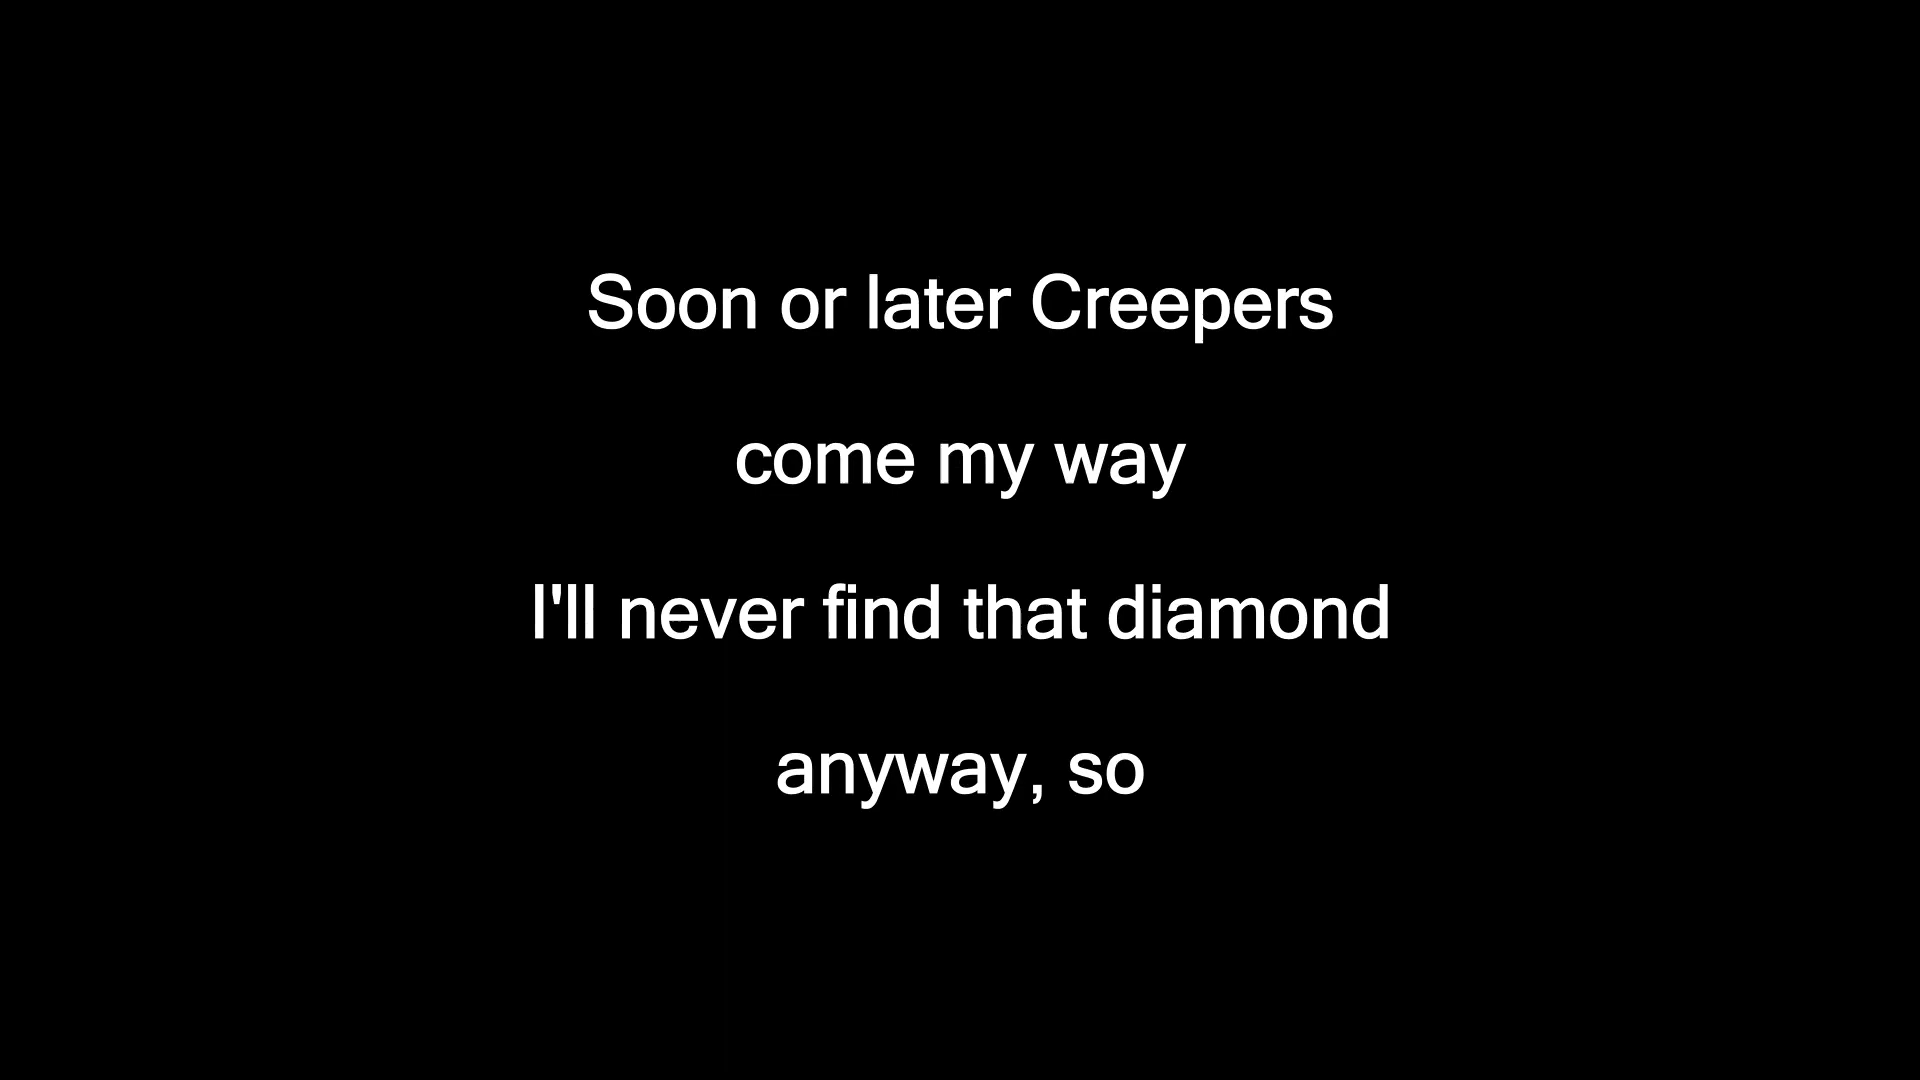 Soon or later Creepers
come my way
I'll never find that diamond
anyway, so